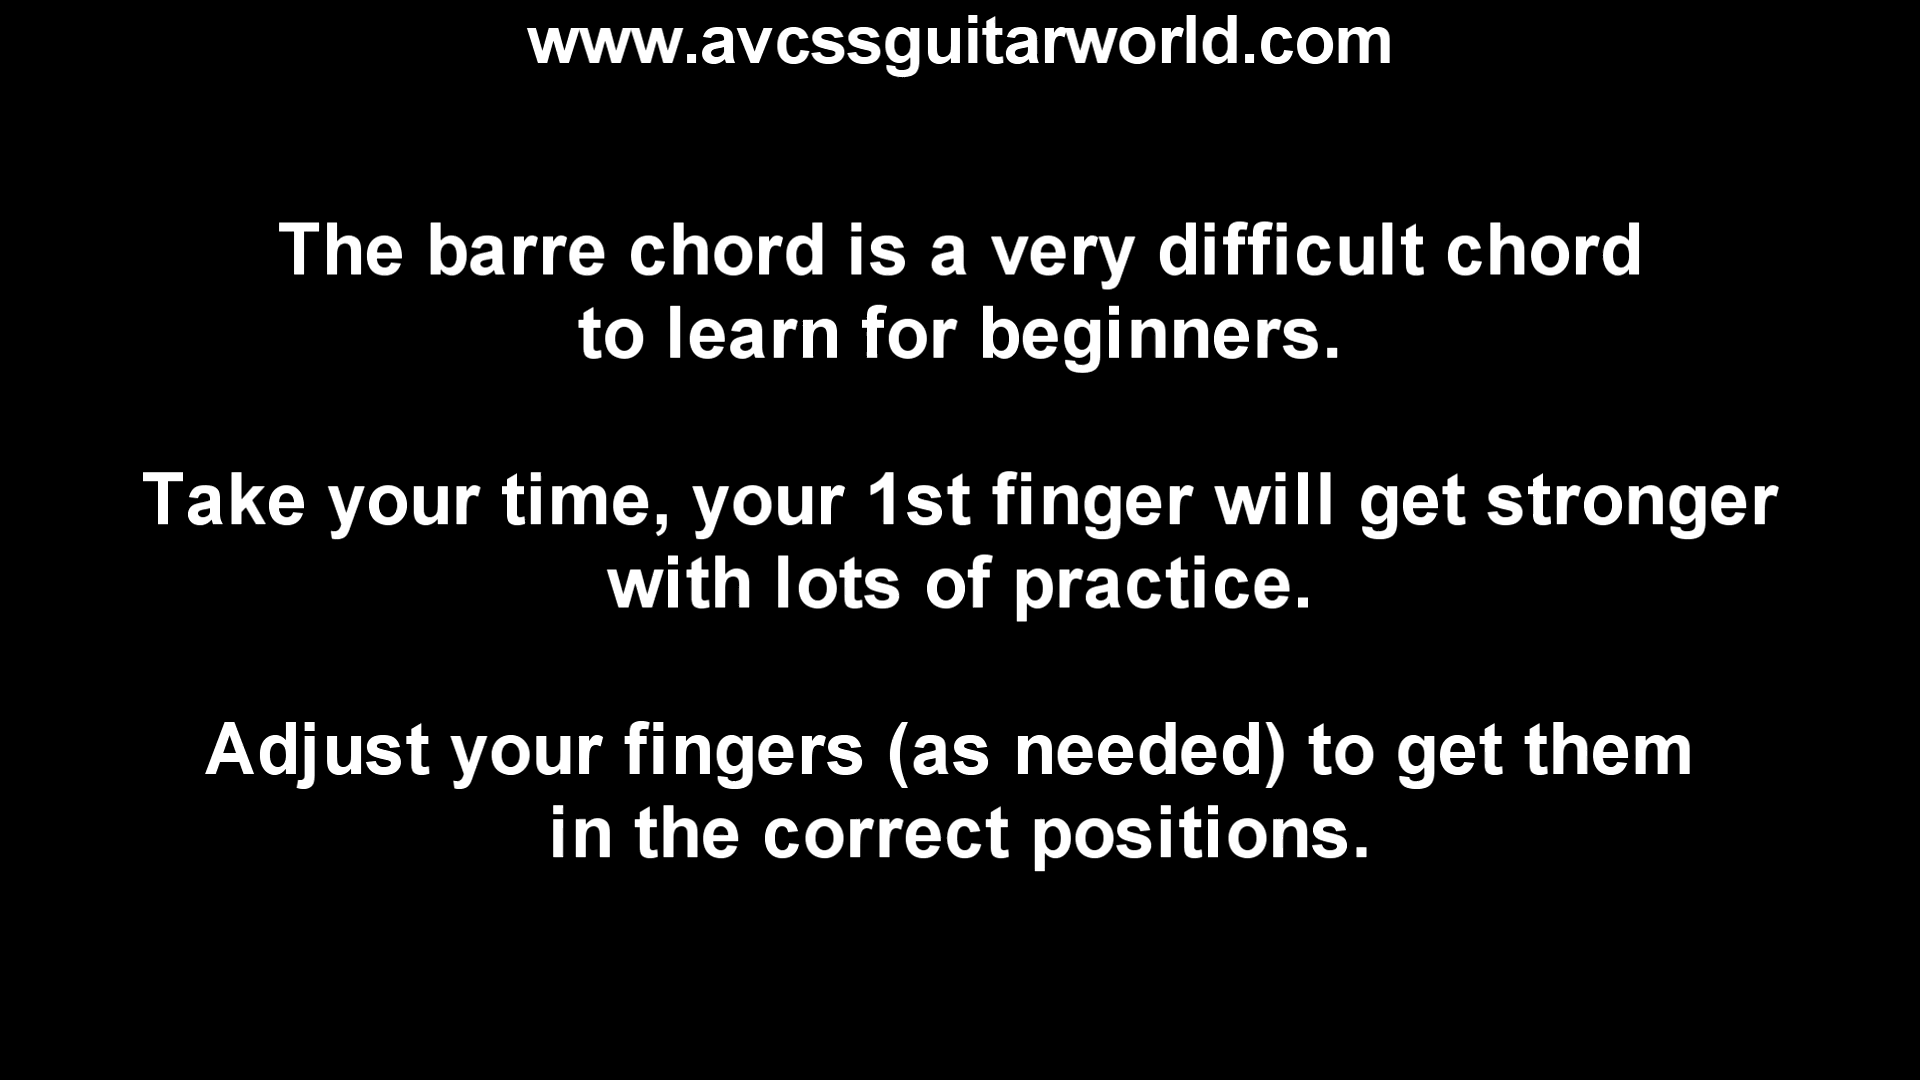 www.avcssguitarworld.com
The barre chord is a very difficult chord
to learn for beginners.
Take your time, your 1st finger will get stronger
with lots of practice.
Adjust your fingers (as needed) to get them
in the correct positions.